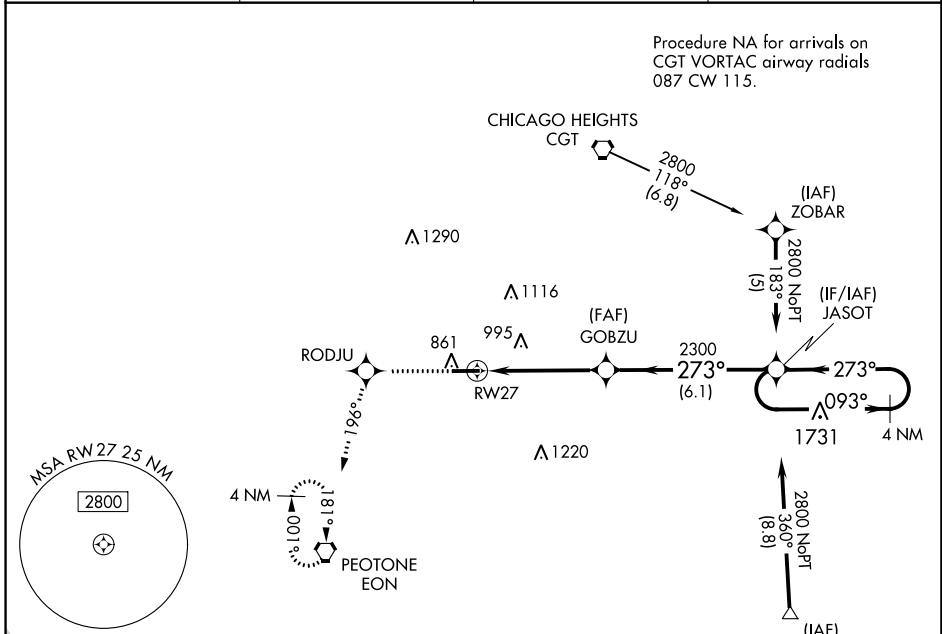 Procedure NA for arrivals on
CGT VORTAC airway radials
087 CW 115.
CHICAGO HEIGHTS
CGT
2800
118°
(6.8)
(IAF)
ZOBAR
2800 NoPT
183°
(5)
1290
1116
(FAF)
GOBZU
(IF/IAF)
JASOT
995
861
RODJU
RW27
2300
273°
(6.1)
273°
093°
1731
4 NM
1220
196°
MSA RW27 25 NM
2800
4 NM
181°
001°
PEOTONE
EON
2800 NoPT
360°
(8.8)
(IAF)